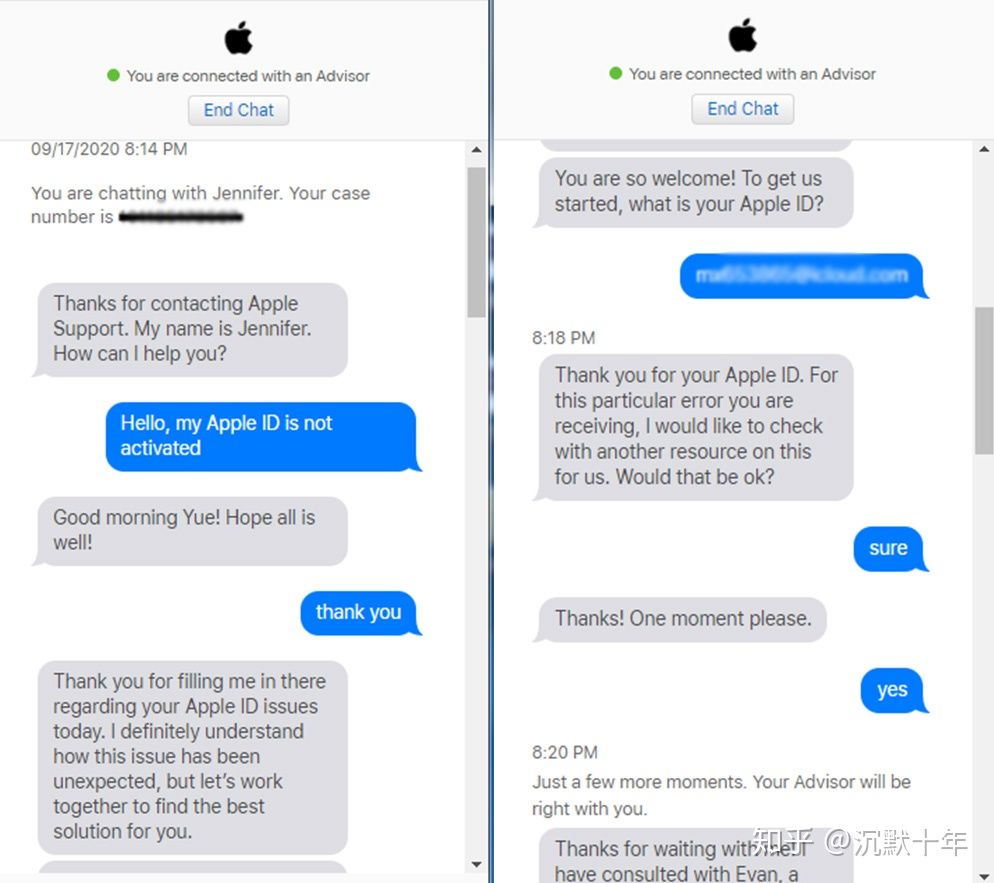 You are connected with an Advisor
End Chat
09/17/2020 8:14 PM
You are chatting with Jennifer. Your case
number is
Thanks for contacting Apple
Support. My name is Jennifer.
How can I help you?
Hello, my Apple ID is not
activated
Good morning Yue! Hope all is
well!
thank you
Thank you for filling me in there
regarding your Apple ID issues
today. I definitely understand
how this issue has been
unexpected, but let's work
together to find the best
solution for you.
You are connected with an Advisor
End Chat
You are so welcome! To get us
started, what is your Apple ID?
8:18 PM
Thank you for your Apple ID. For
this particular error you are
receiving, I would like to check
with another resource on this
for us. Would that be ok?
sure
Thanks! One moment please.
yes
8:20 PM
Just a few more moments. Your Advisor will be
right with you.
Thanks for waiting with me! I
have consulted with Evan, a
知乎 @沉默十年